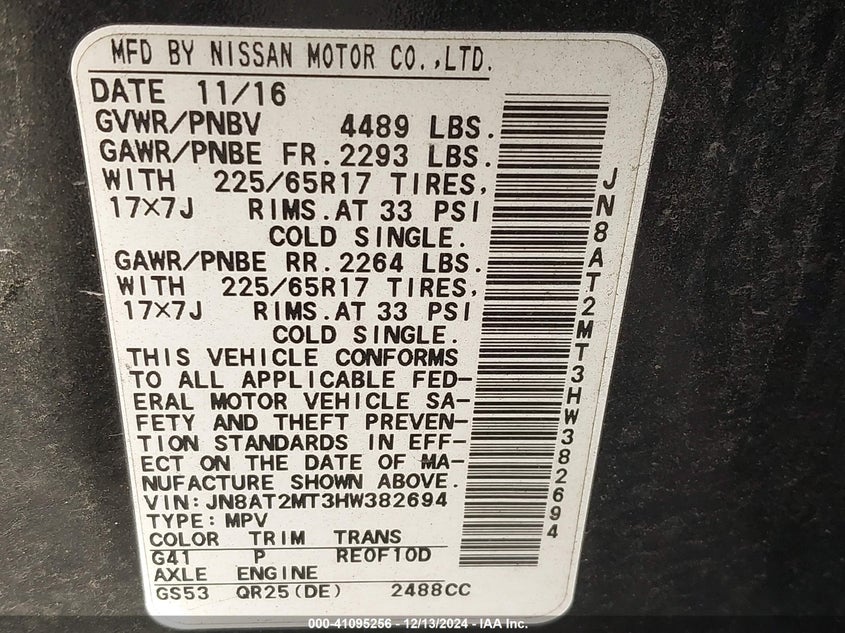 MFD BY NISSAN MOTOR CO.,LTD.
DATE 11/16
GVWR/PNBV 4489 LBS.
GAWR/PNBE FR.2293 LBS.
WITH 225/65R17 TIRES,
17×7J RIMS.AT 33 PSI
COLD SINGLE.
GAWR/PNBE RR.2264 LBS.
WITH 225/65R17 TIRES,
17×7J RIMS.AT 33 PSI
COLD SINGLE.
THIS VEHICLE CONFORMS
TO ALL APPLICABLE FED-
ERAL MOTOR VEHICLE SA-
FETY AND THEFT PREVEN-
TION STANDARDS IN EFF-
ECT ON THE DATE OF MA-
NUFACTURE SHOWN ABOVE.
VIN:JN8AT2MT3HW382694
TYPE:MPV
COLOR TRIM TRANS
G41 P RE0F10D
AXLE ENGINE
GS53 QR25(DE) 2488CC
JN8AT2MT3HW382694
000-41095256 - 12/13/2024 - IAA Inc.